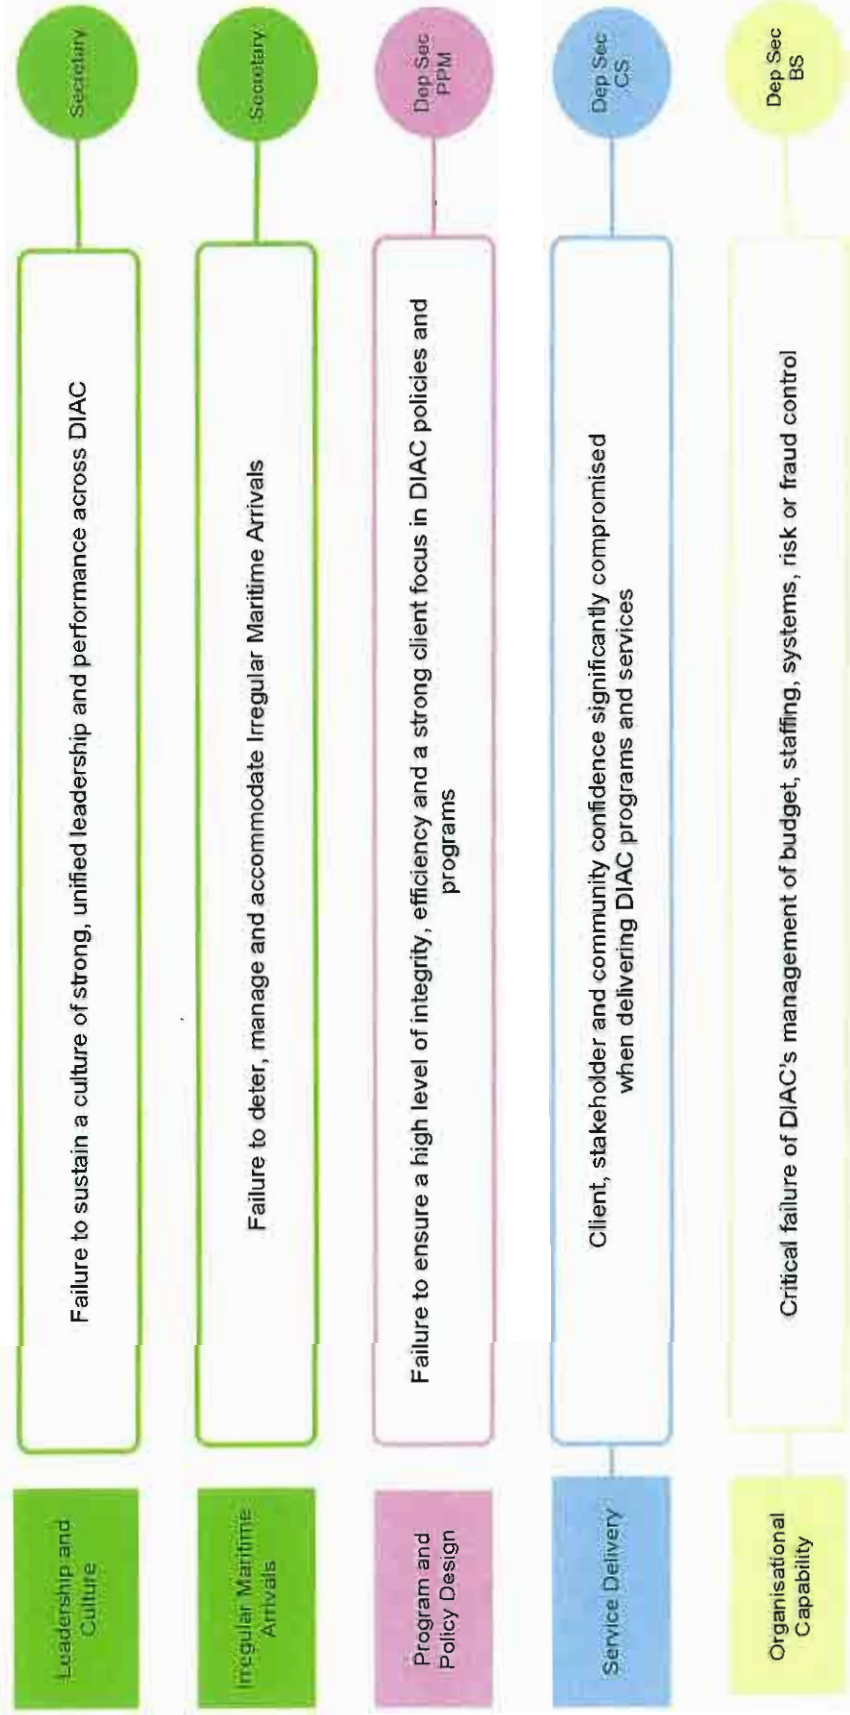 Leadership and
Culture
Failure to sustain a culture of strong, unified leadership and performance across DIAC
Secretary
Irregular Maritime
Arrivals
Failure to deter, manage and accommodate Irregular Maritime Arrivals
Secretary
Program and
Policy Design
Failure to ensure a high level of integrity, efficiency and a strong client focus in DIAC policies and
programs
Dep Sec
PPM
Service Delivery
Client, stakeholder and community confidence significantly compromised
when delivering DIAC programs and services
Dep Sec
CS
Organisational
Capability
Critical failure of DIAC's management of budget, staffing, systems, risk or fraud control
Dep Sec
BS